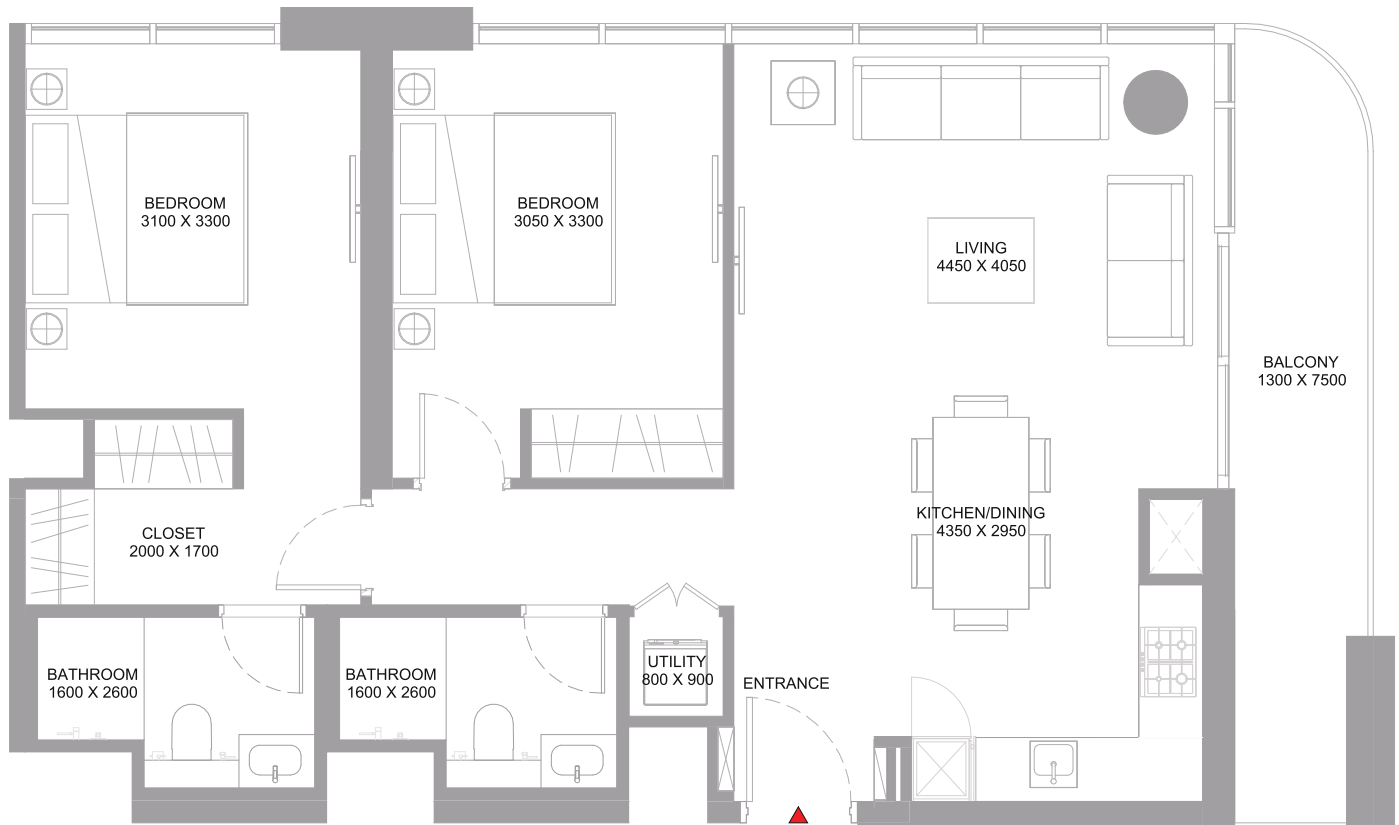 BEDROOM
3100 X 3300
BEDROOM
3050 X 3300
LIVING
4450 X 4050
BALCONY
1300 X 7500
KITCHEN/DINING
4350 X 2950
CLOSET
2000 X 1700
BATHROOM
1600 X 2600
BATHROOM
1600 X 2600
UTILITY
800 X 900
ENTRANCE